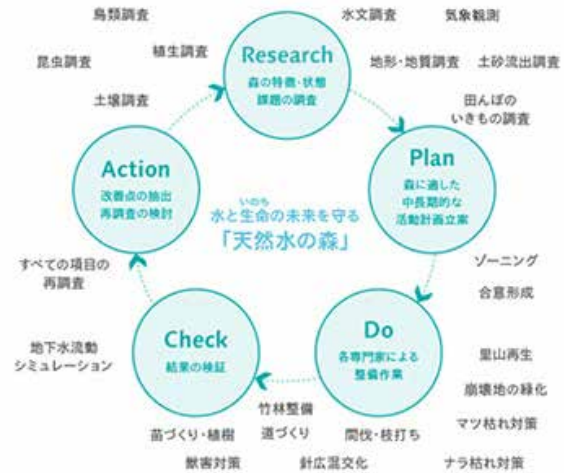 鳥類調査
水文調査
気象観測
昆虫調査
植生調査
地形・地質調査
土砂流出調査
土壌調査
田んぼの
いきもの調査
Research
森の特徴・状態
課題の調査
Plan
森に適した
中長期的な
活動計画立案
Action
改善点の抽出
再調査の検討
いのち
水と生命の未来を守る
「天然水の森」
すべての項目の
再調査
ゾーニング
合意形成
Check
結果の検証
Do
各専門家による
整備作業
地下水流動
シミュレーション
里山再生
崩壊地の緑化
竹林整備
マツ枯れ対策
苗づくり・植樹
道づくり
間伐・枝打ち
獣害対策
針広混交化
ナラ枯れ対策